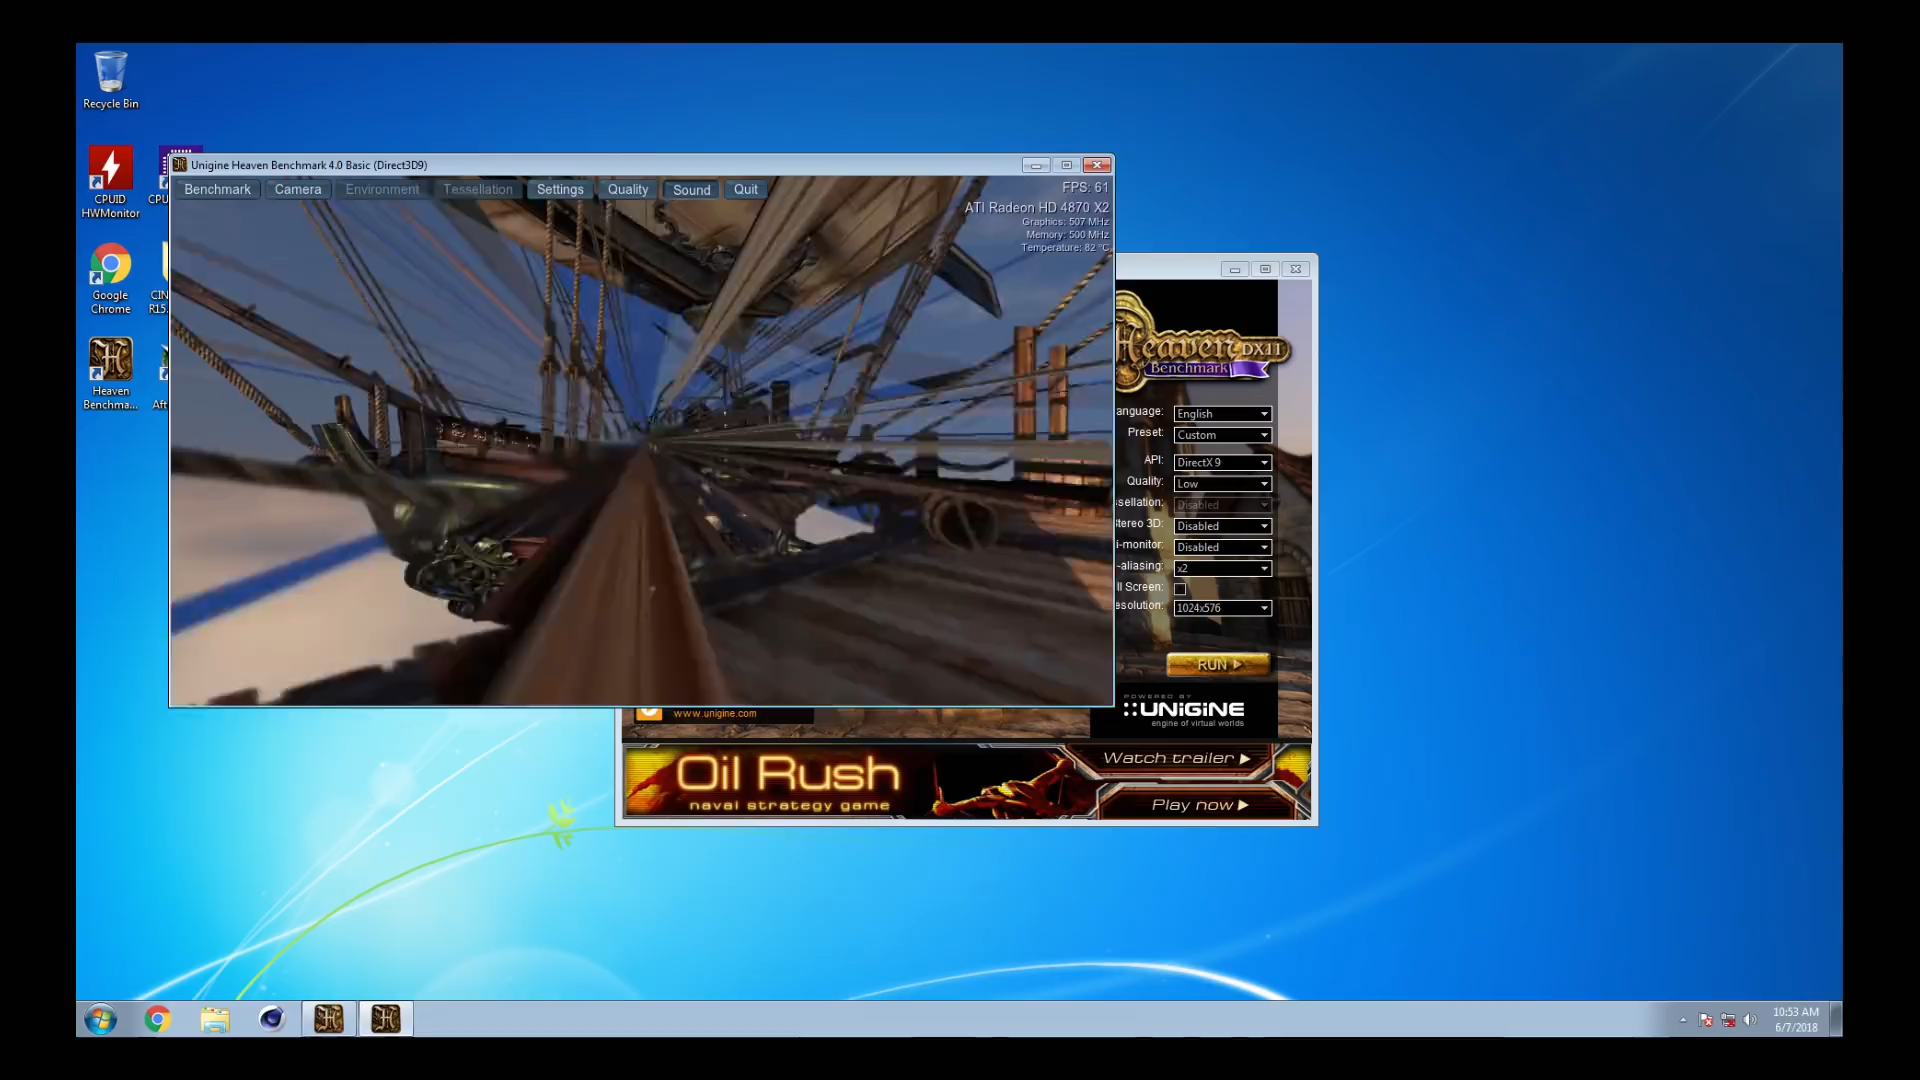 Recycle Bin
CPUID
HWMonitor
CPU
Google
Chrome
CIN
R15.
Heaven
Benchma...
Aft
Unigine Heaven Benchmark 4.0 Basic (Direct3D9)
Benchmark
Camera
Environment
Tessellation
Settings
Quality
Sound
Quit
FPS: 61
ATI Radeon HD 4870 X2
Graphics: 507 MHz
Memory: 500 MHz
Temperature: 82 °C
Heaven DX11
Benchmark
anguage: English
Preset: Custom
API: DirectX 9
Quality: Low
ssellation: Disabled
Stereo 3D: Disabled
i-monitor: Disabled
-aliasing: x2
ll Screen:
esolution: 1024x576
RUN
POWERED BY
UNiGiNE
engine of virtual worlds
www.unigine.com
Oil Rush
naval strategy game
Watch trailer
Play now
10:53 AM
6/7/2018